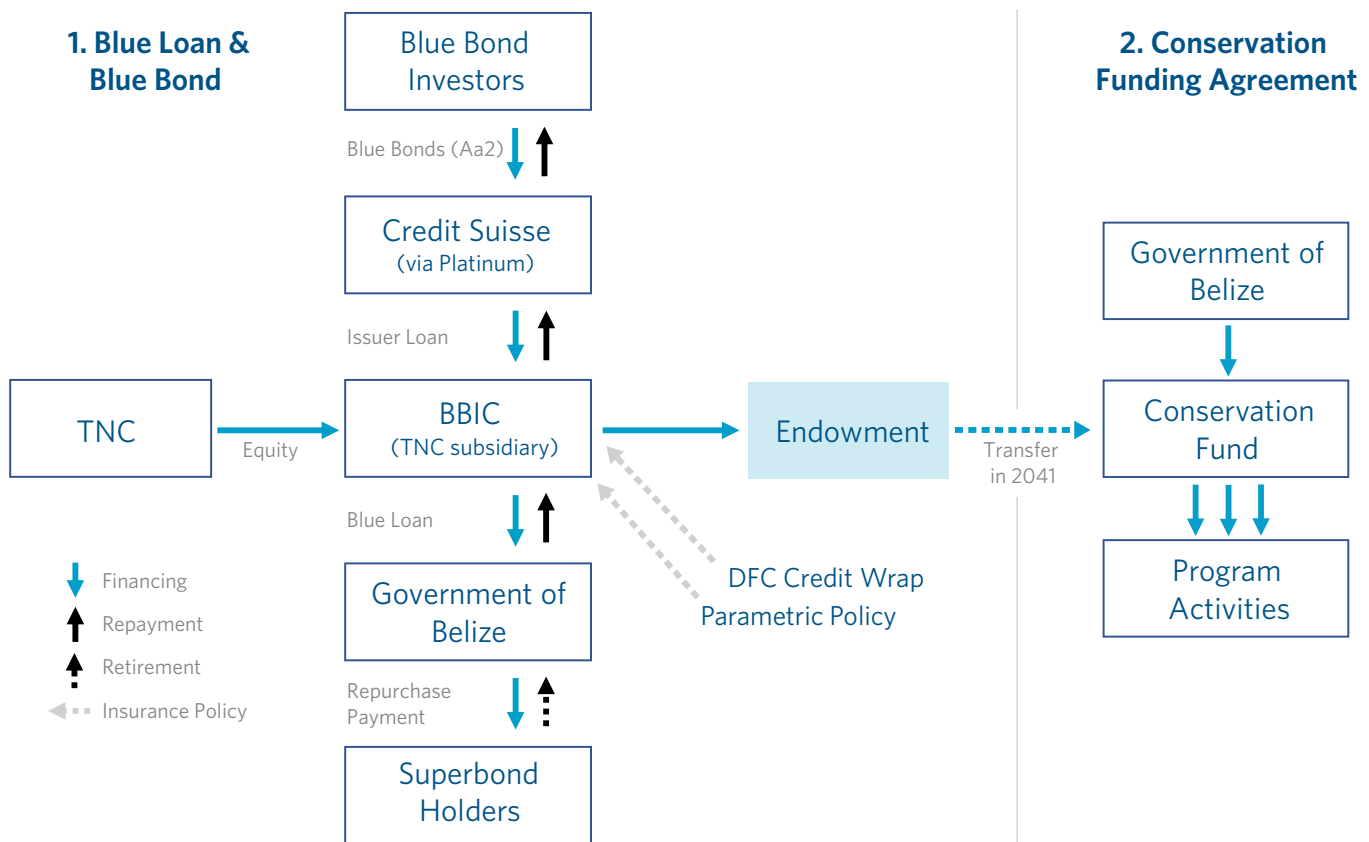 1. Blue Loan &
Blue Bond
Blue Bond
Investors
2. Conservation
Funding Agreement
Blue Bonds (Aa2)
Credit Suisse
(via Platinum)
Government of
Belize
Issuer Loan
TNC
Equity
BBIC
(TNC subsidiary)
Endowment
Transfer
in 2041
Conservation
Fund
Blue Loan
Financing
Repayment
Retirement
Insurance Policy
Government of
Belize
DFC Credit Wrap
Parametric Policy
Program
Activities
Repurchase
Payment
Superbond
Holders